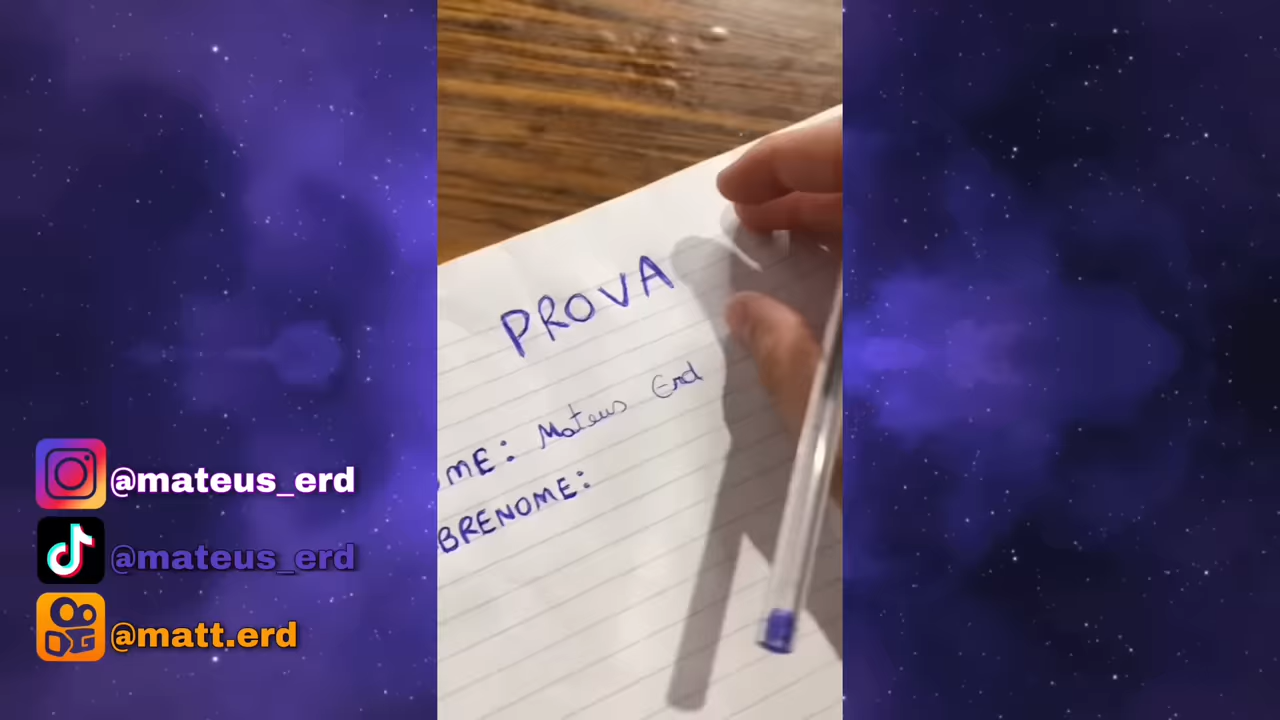 PROVA
ME: Mateus Erd
BRENOME:
@mateus_erd
@mateus_erd
@matt.erd